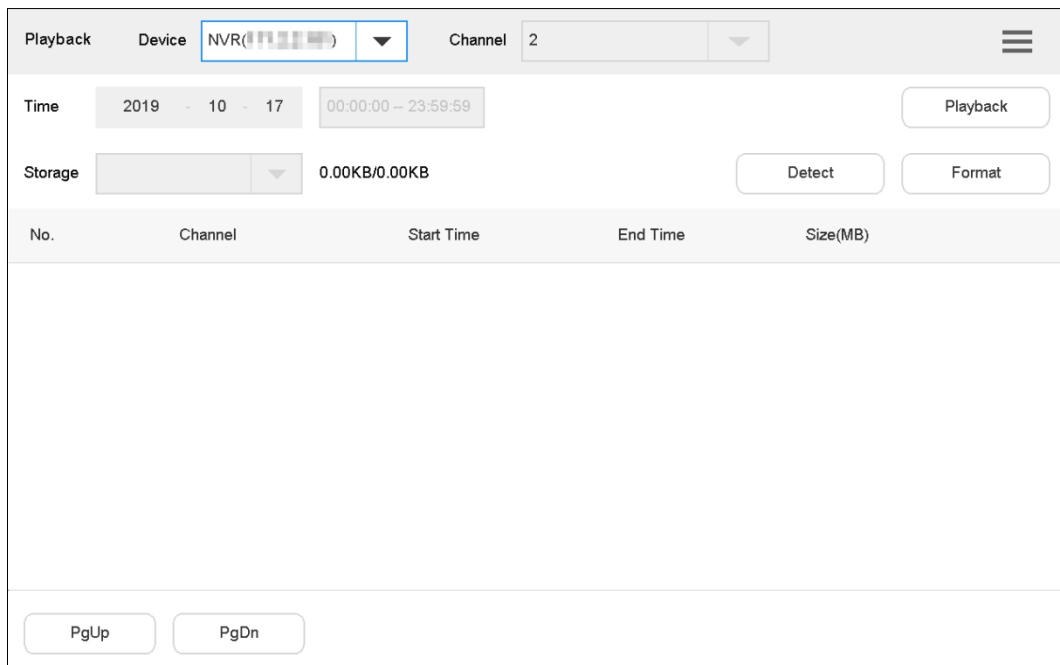 Playback Device NVR( ) Channel 2
Time 2019 - 10 - 17 00:00:00 – 23:59:59 Playback
Storage 0.00KB/0.00KB Detect Format
No. Channel Start Time End Time Size(MB)
PgUp PgDn